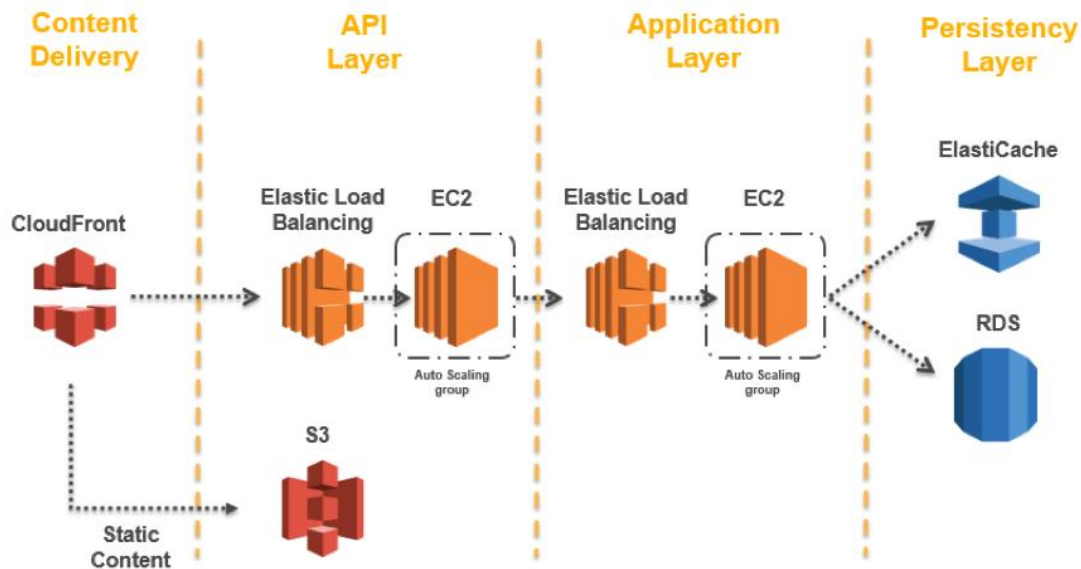 Content
Delivery
API
Layer
Application
Layer
Persistency
Layer
CloudFront
Elastic Load
Balancing
EC2
Auto Scaling
group
Elastic Load
Balancing
EC2
Auto Scaling
group
ElastiCache
RDS
S3
Static
Content